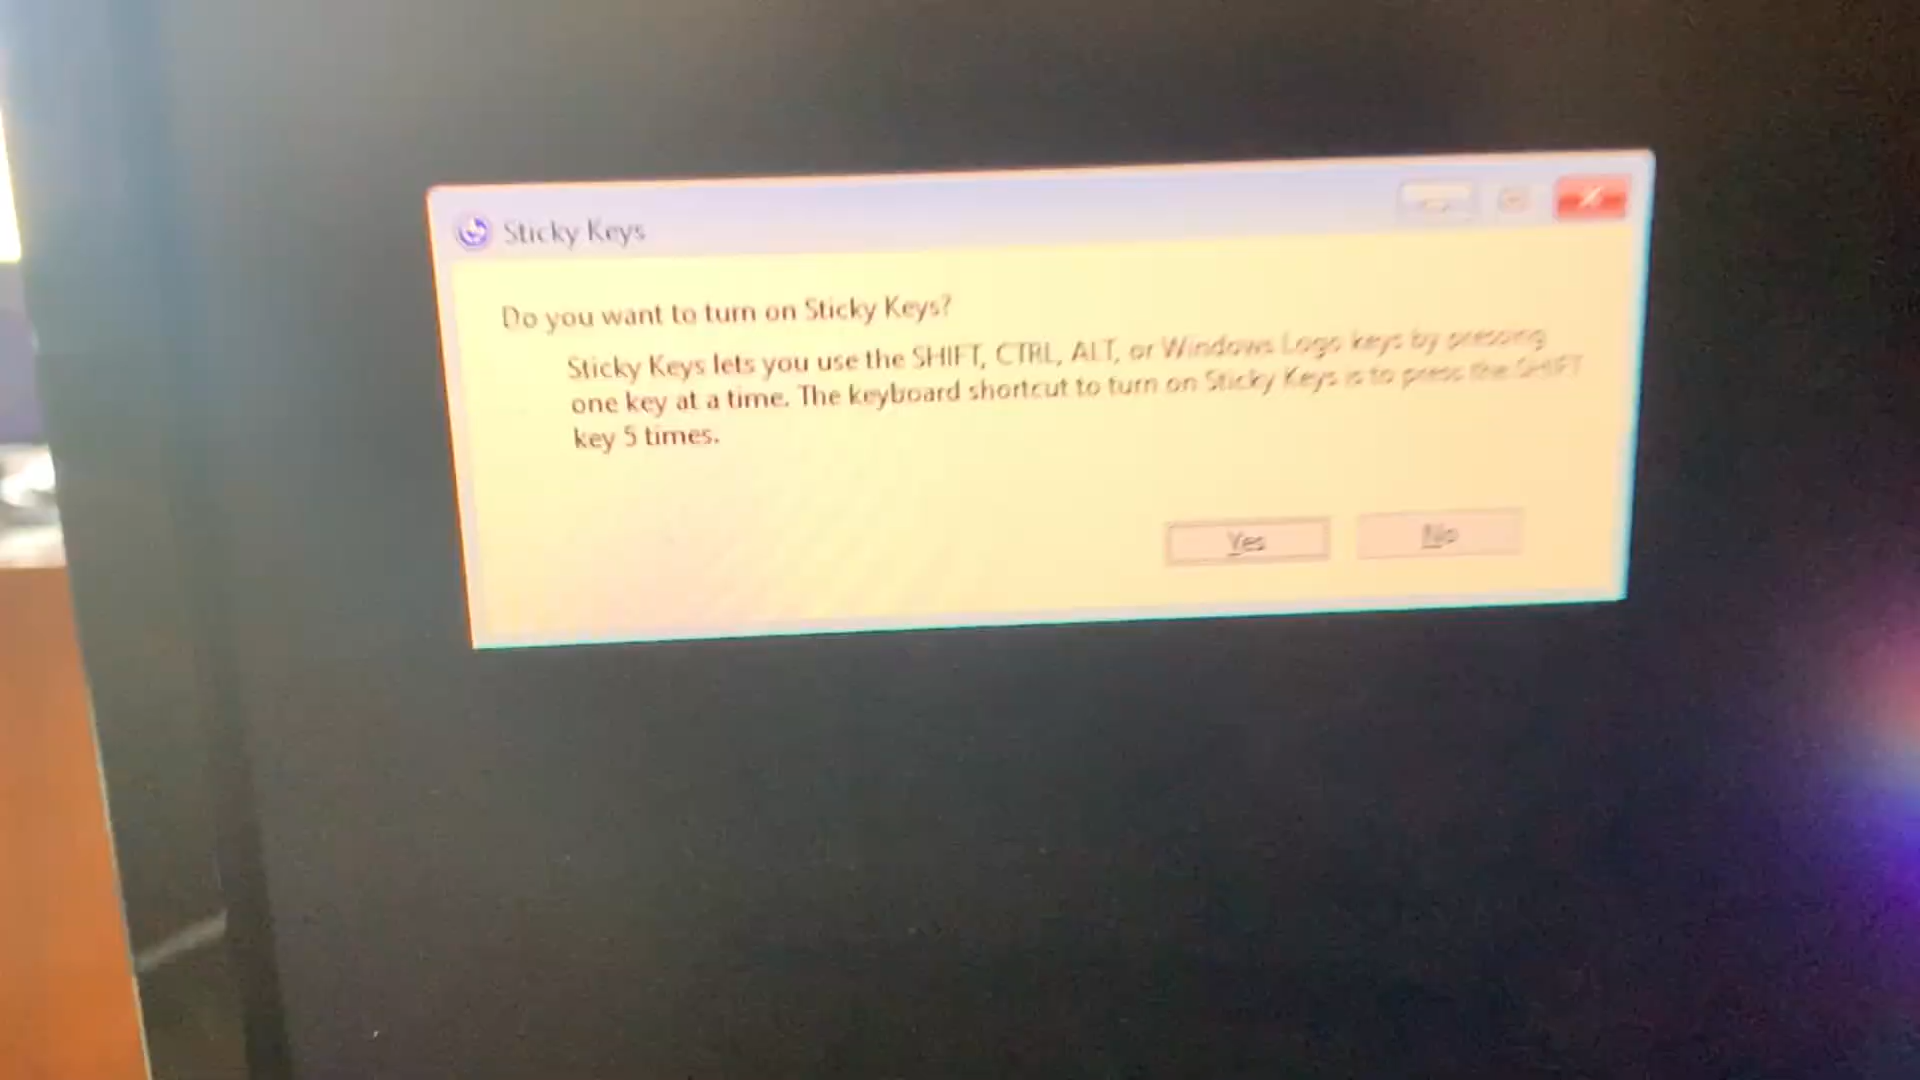 Sticky Keys
Do you want to turn on Sticky Keys?
Sticky Keys lets you use the SHIFT, CTRL, ALT, or Windows Logo keys by pressing
one key at a time. The keyboard shortcut to turn on Sticky Keys is to press the SHIFT
key 5 times.
Yes
No